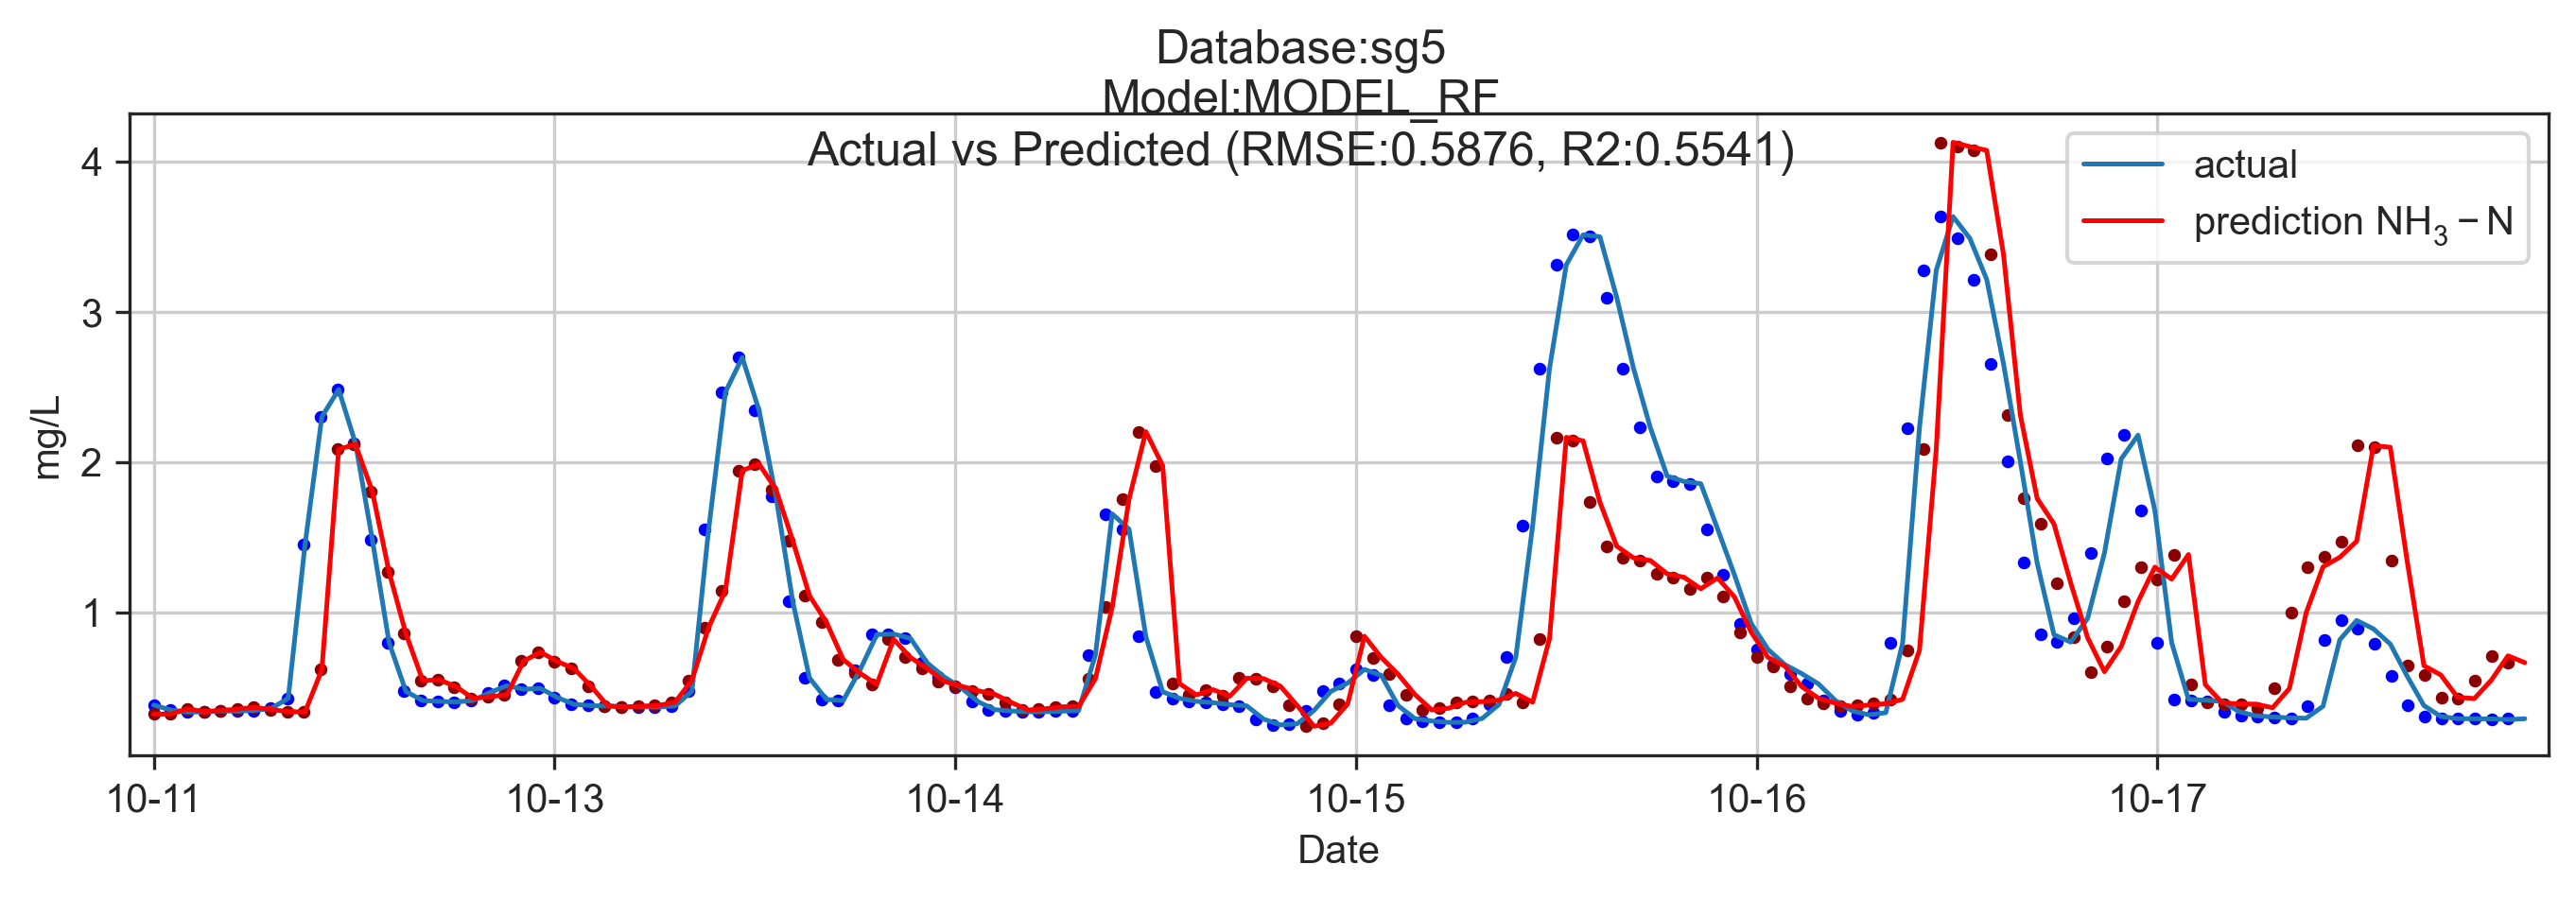 Database:sg5
Model:MODEL_RF
Actual vs Predicted (RMSE:0.5876, R2:0.5541)
actual
prediction NH₃ − N
4
3
2
1
mg/L
10-11 10-13 10-14 10-15 10-16 10-17
Date